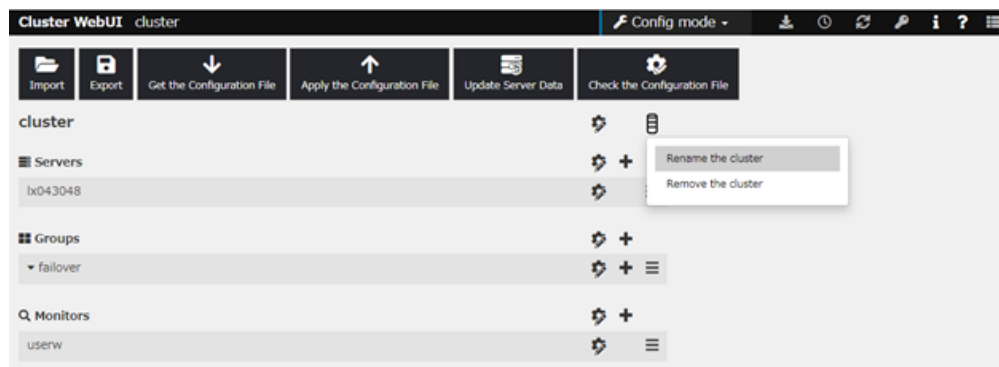 Cluster WebUI cluster Config mode
Import Export Get the Configuration File Apply the Configuration File Update Server Data Check the Configuration File
cluster
Rename the cluster
Remove the cluster
Servers
lx043048
Groups
failover
Monitors
userw